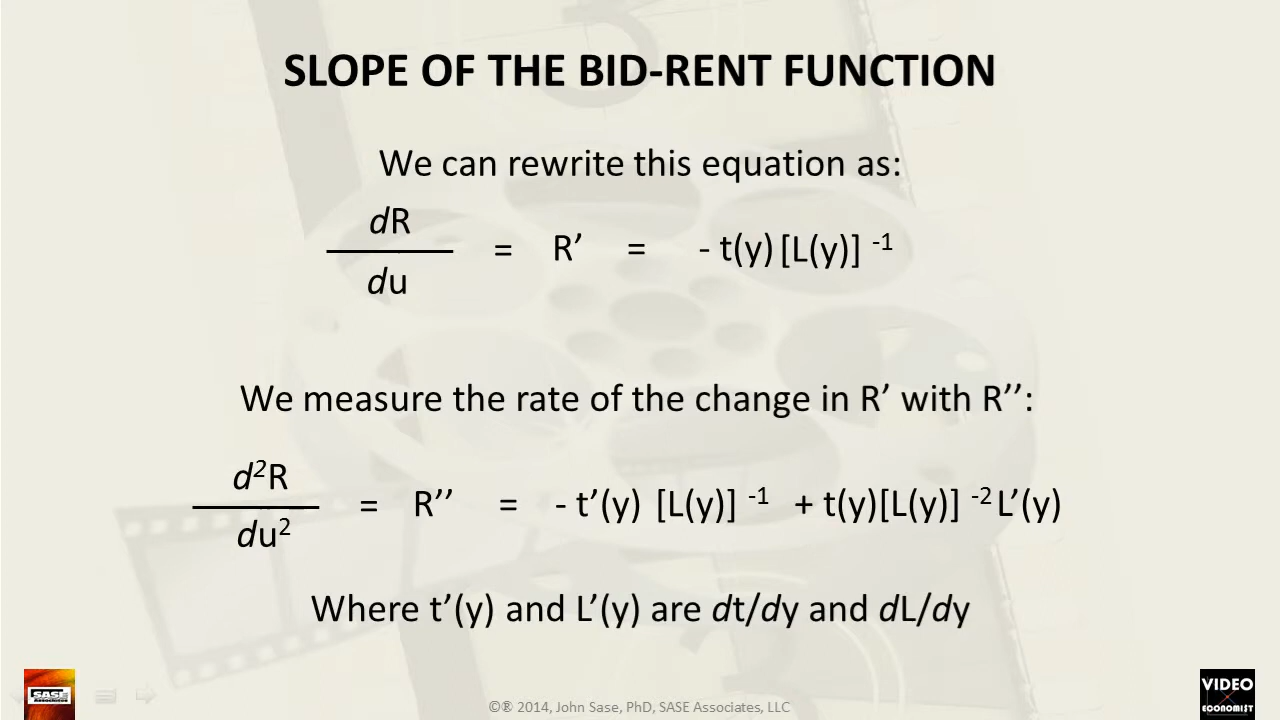 SLOPE OF THE BID-RENT FUNCTION
We can rewrite this equation as:
dR
du
= R’ = - t(y) [L(y)] -1
We measure the rate of the change in R’ with R’’:
d²R
du²
= R’’ = - t’(y) [L(y)] -1 + t(y)[L(y)] -2 L’(y)
Where t’(y) and L’(y) are dt/dy and dL/dy
SASE
©® 2014, John Sase, PhD, SASE Associates, LLC
VIDEO
ECONOMIST